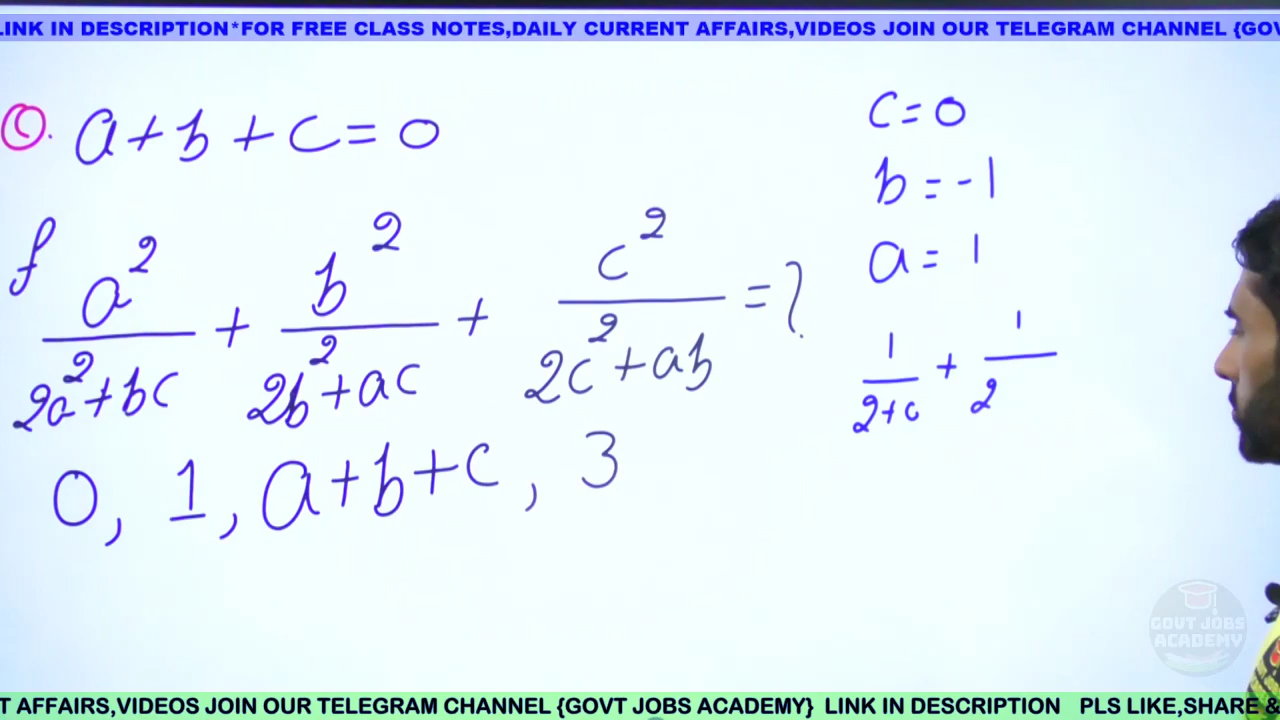 LINK IN DESCRIPTION*FOR FREE CLASS NOTES,DAILY CURRENT AFFAIRS,VIDEOS JOIN OUR TELEGRAM CHANNEL {GOV
Q. a+b+c=0
a²/(2a²+bc) + b²/(2b²+ac) + c²/(2c²+ab) =?
0, 1, a+b+c, 3
c=0
b=-1
a=1
1/(2+0) + 1/2
GOVT JOBS
ACADEMY
T AFFAIRS,VIDEOS JOIN OUR TELEGRAM CHANNEL {GOVT JOBS ACADEMY} LINK IN DESCRIPTION PLS LIKE,SHARE &